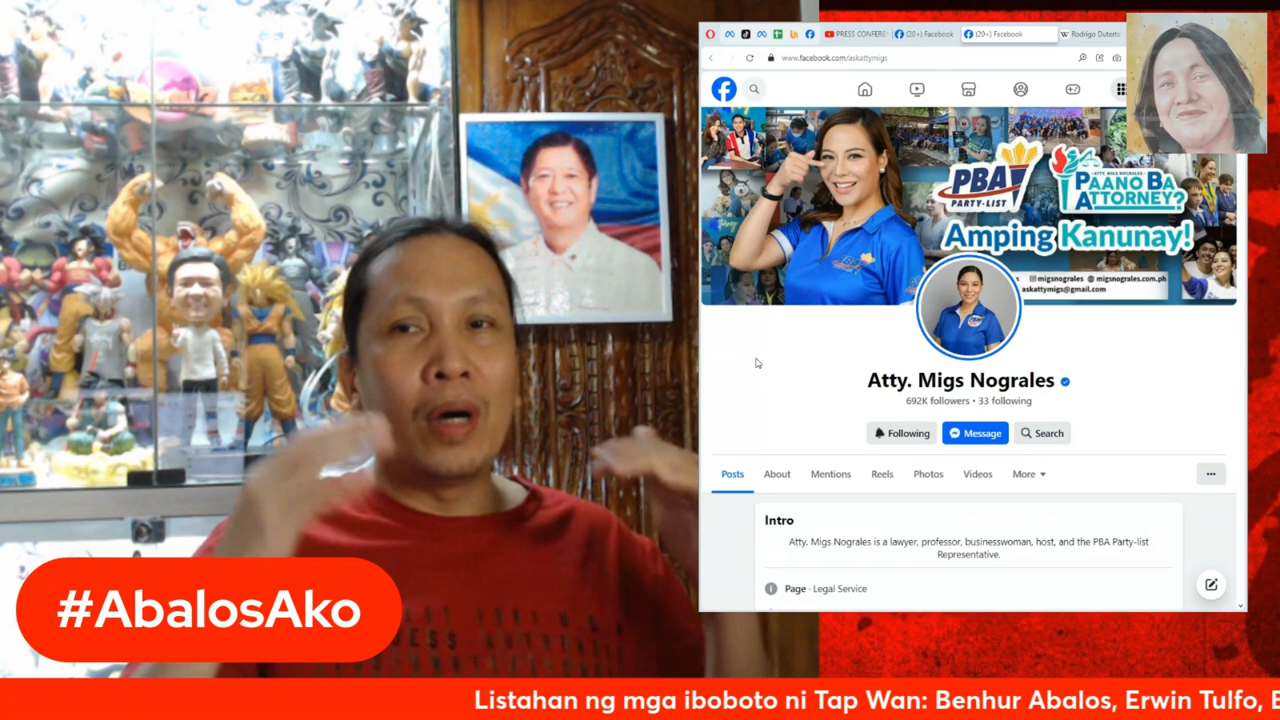 PRESS CONFERE
(20+) Facebook
(20+) Facebook
Rodrigo Duterte
www.facebook.com/askattymigs
PBA
PARTY-LIST
ATTY. MIGS NOGRALES
PAANO BA
ATTORNEY?
Amping Kanunay!
migsnograles migsnograles.com.ph
askattymigs@gmail.com
Atty. Migs Nograles
692K followers • 33 following
Following
Message
Search
Posts
About
Mentions
Reels
Photos
Videos
More
Intro
Atty. Migs Nograles is a lawyer, professor, businesswoman, host, and the PBA Party-list
Representative.
Page · Legal Service
#AbalosAko
Listahan ng mga iboboto ni Tap Wan: Benhur Abalos, Erwin Tulfo,